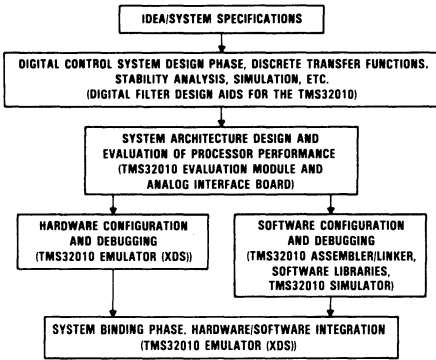 IDEA/SYSTEM SPECIFICATIONS
DIGITAL CONTROL SYSTEM DESIGN PHASE, DISCRETE TRANSFER FUNCTIONS,
STABILITY ANALYSIS, SIMULATION, ETC.
(DIGITAL FILTER DESIGN AIDS FOR THE TMS32010)
SYSTEM ARCHITECTURE DESIGN AND
EVALUATION OF PROCESSOR PERFORMANCE
(TMS32010 EVALUATION MODULE AND
ANALOG INTERFACE BOARD)
HARDWARE CONFIGURATION
AND DEBUGGING
(TMS32010 EMULATOR (XDS))
SOFTWARE CONFIGURATION
AND DEBUGGING
(TMS32010 ASSEMBLER/LINKER,
SOFTWARE LIBRARIES,
TMS32010 SIMULATOR)
SYSTEM BINDING PHASE, HARDWARE/SOFTWARE INTEGRATION
(TMS32010 EMULATOR (XDS))